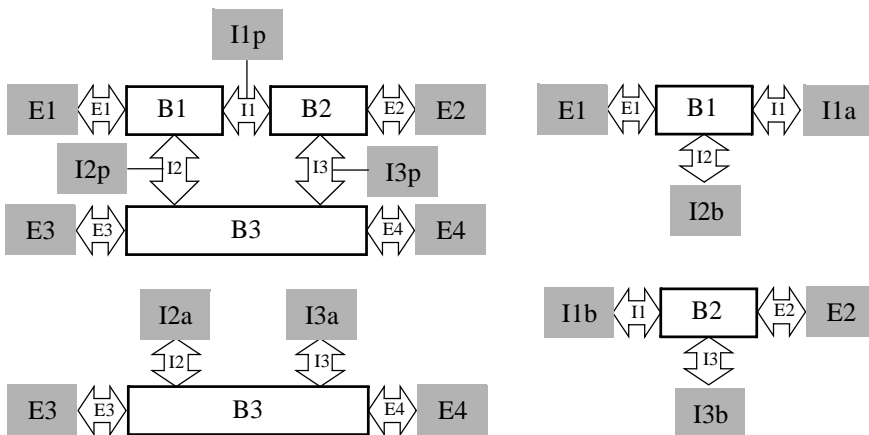 I1p
E1 E1 B1 I1 B2 E2 E2
I2p I2 I3 I3p
E3 E3 B3 E4 E4
E1 E1 B1 I1 I1a
I2
I2b
I2a I3a
I2 I3
E3 E3 B3 E4 E4
I1b I1 B2 E2 E2
I3
I3b